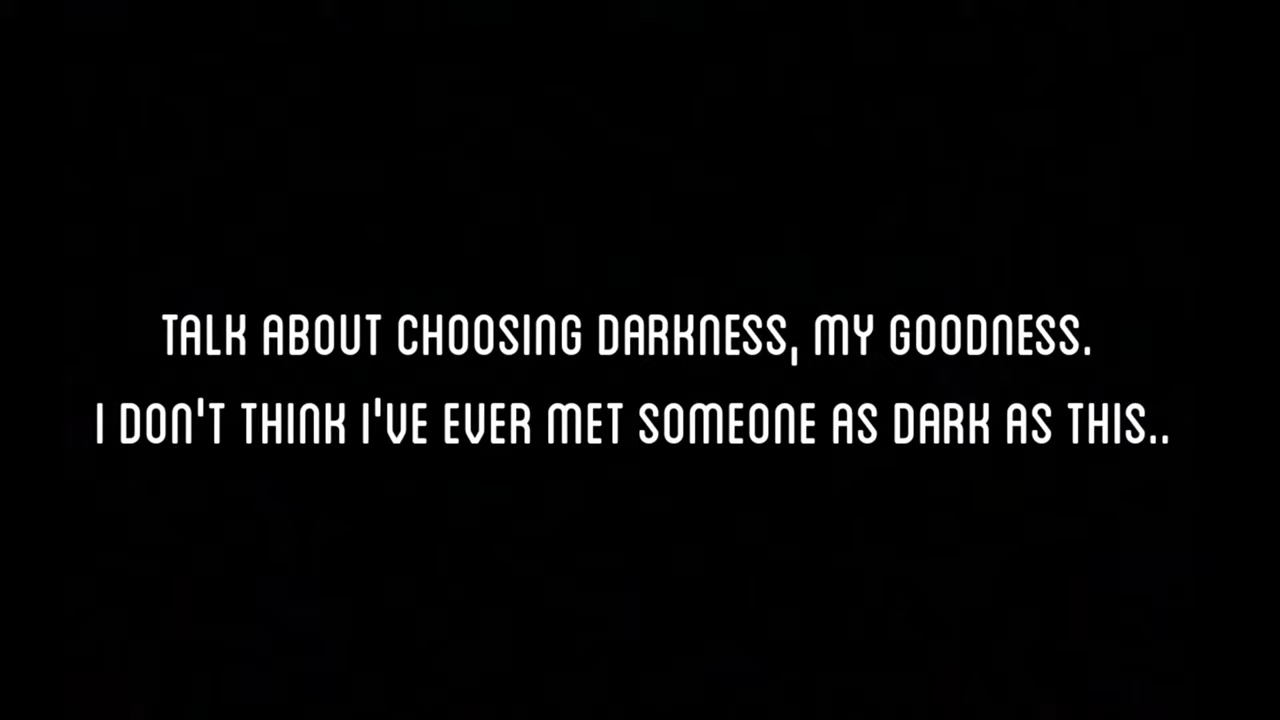 TALK ABOUT CHOOSING DARKNESS, MY GOODNESS.
I DON'T THINK I'VE EVER MET SOMEONE AS DARK AS THIS..